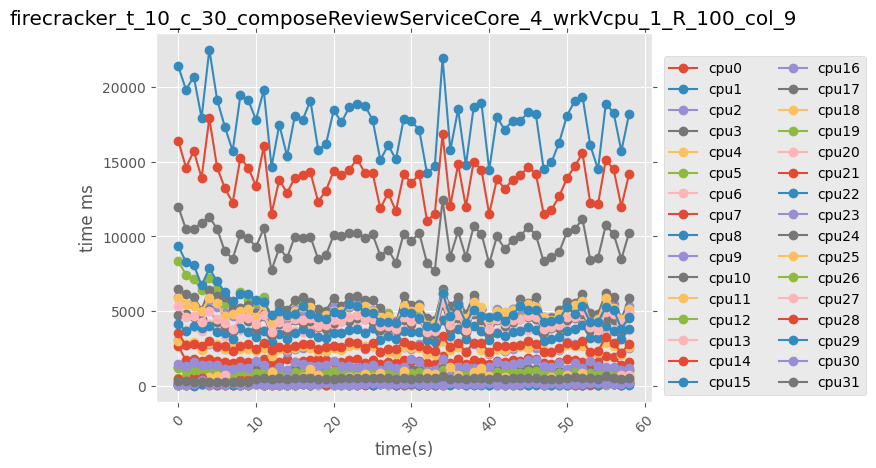 firecracker_t_10_c_30_composeReviewServiceCore_4_wrkVcpu_1_R_100_col_9
20000
15000
10000
5000
0
time ms
0 10 20 30 40 50 60
time(s)
cpu0 cpu16
cpu1 cpu17
cpu2 cpu18
cpu3 cpu19
cpu4 cpu20
cpu5 cpu21
cpu6 cpu22
cpu7 cpu23
cpu8 cpu24
cpu9 cpu25
cpu10 cpu26
cpu11 cpu27
cpu12 cpu28
cpu13 cpu29
cpu14 cpu30
cpu15 cpu31